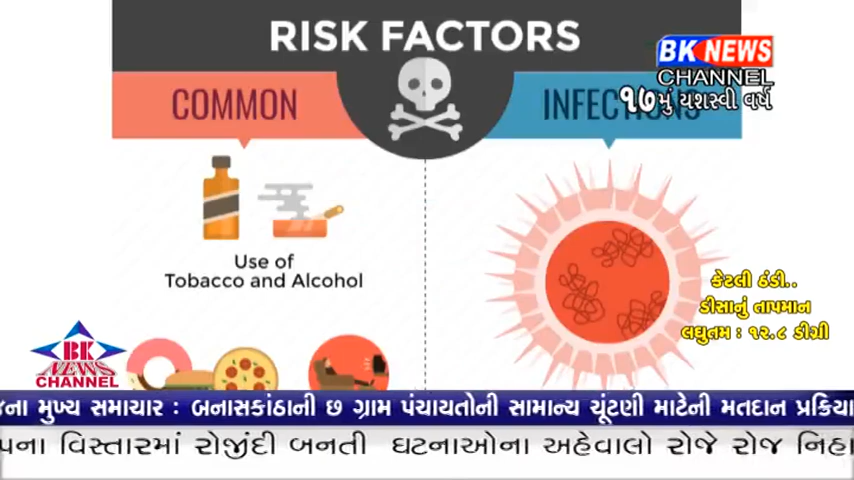 RISK FACTORS
BK NEWS
CHANNEL
૧૭મું યશસ્વી વર્ષ
COMMON
INFECTIONS
Use of
Tobacco and Alcohol
કેટલી ઠંડી..
ડીસાનું તાપમાન
લઘુતમ : ૧૨.૮ ડીગ્રી
BK
NEWS
CHANNEL
મુખ્ય સમાચાર : બનાસકાંઠાની છ ગ્રામ પંચાયતોની સામાન્ય ચૂંટણી માટેની મતદાન પ્રક્રિયા
વિસ્તારમાં રોજીંદી બનતી ઘટનાઓના અહેવાલો રોજે રોજ